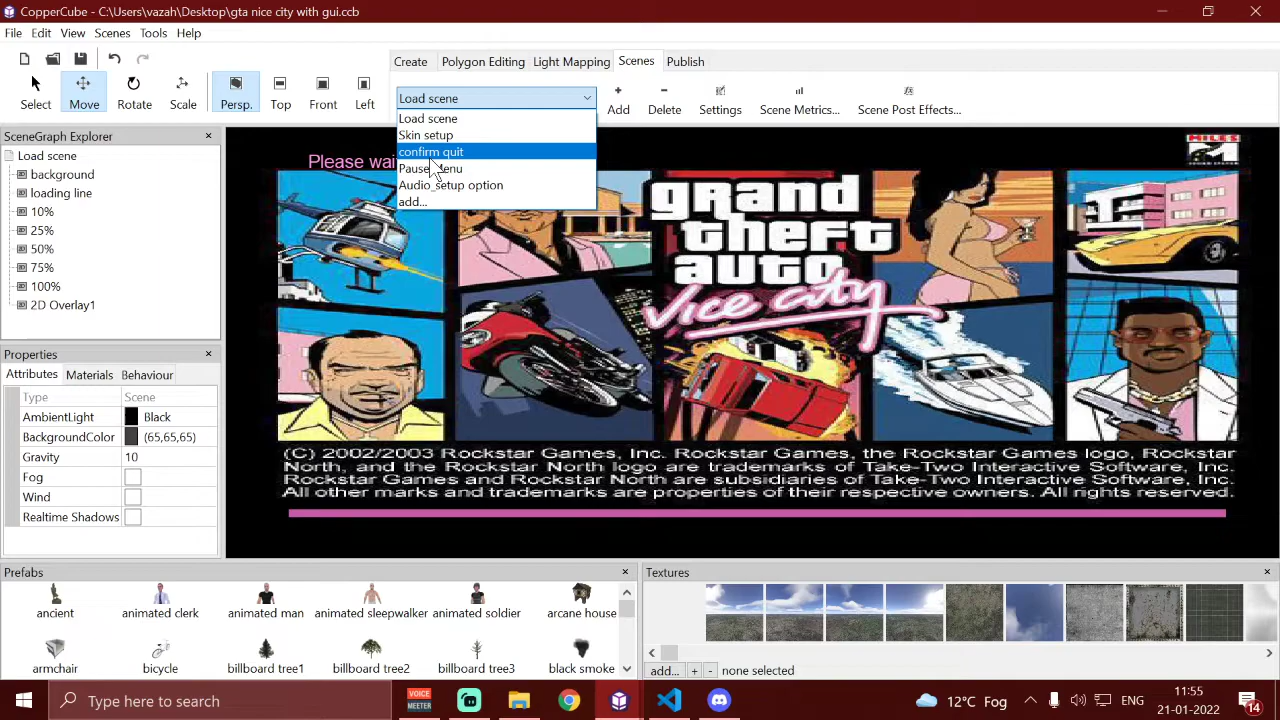 CopperCube - C:\Users\vazah\Desktop\gta nice city with gui.ccb
File Edit View Scenes Tools Help
Create Polygon Editing Light Mapping Scenes Publish
Select Move Rotate Scale Persp. Top Front Left
Load scene
Add Delete Settings Scene Metrics... Scene Post Effects...
Load scene
Skin setup
confirm quit
Pause Menu
Audio_setup option
add...
SceneGraph Explorer
Load scene
background
loading line
10%
25%
50%
75%
100%
2D Overlay1
Please wai
MILES
grand
theft
auto
vice city
(C) 2002/2003 Rockstar Games, Inc. Rockstar Games, the Rockstar Games logo, Rockstar
North, and the Rockstar North logo are trademarks of Take-Two Interactive Software, Inc.
Rockstar Games and Rockstar North are subsidiaries of Take-Two Interactive Software, Inc.
All other marks and trademarks are properties of their respective owners. All rights reserved.
Properties
Attributes Materials Behaviour
Type Scene
AmbientLight Black
BackgroundColor (65,65,65)
Gravity 10
Fog
Wind
Realtime Shadows
Prefabs
ancient animated clerk animated man animated sleepwalker animated soldier arcane house
armchair bicycle billboard tree1 billboard tree2 billboard tree3 black smoke
Textures
add... + - none selected
Type here to search
VOICE
MEETER
12°C Fog
ENG
11:55
21-01-2022
14